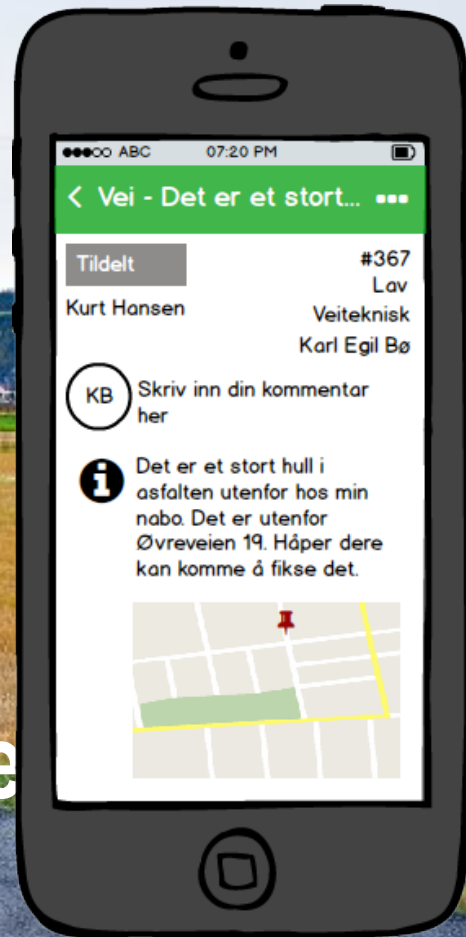 ABC 07:20 PM
< Vei - Det er et stort... •••
Tildelt
#367
Lav
Kurt Hansen
Veiteknisk
Karl Egil Bø
KB
Skriv inn din kommentar
her
Det er et stort hull i
asfalten utenfor hos min
nabo. Det er utenfor
Øvreveien 19. Håper dere
kan komme å fikse det.
e